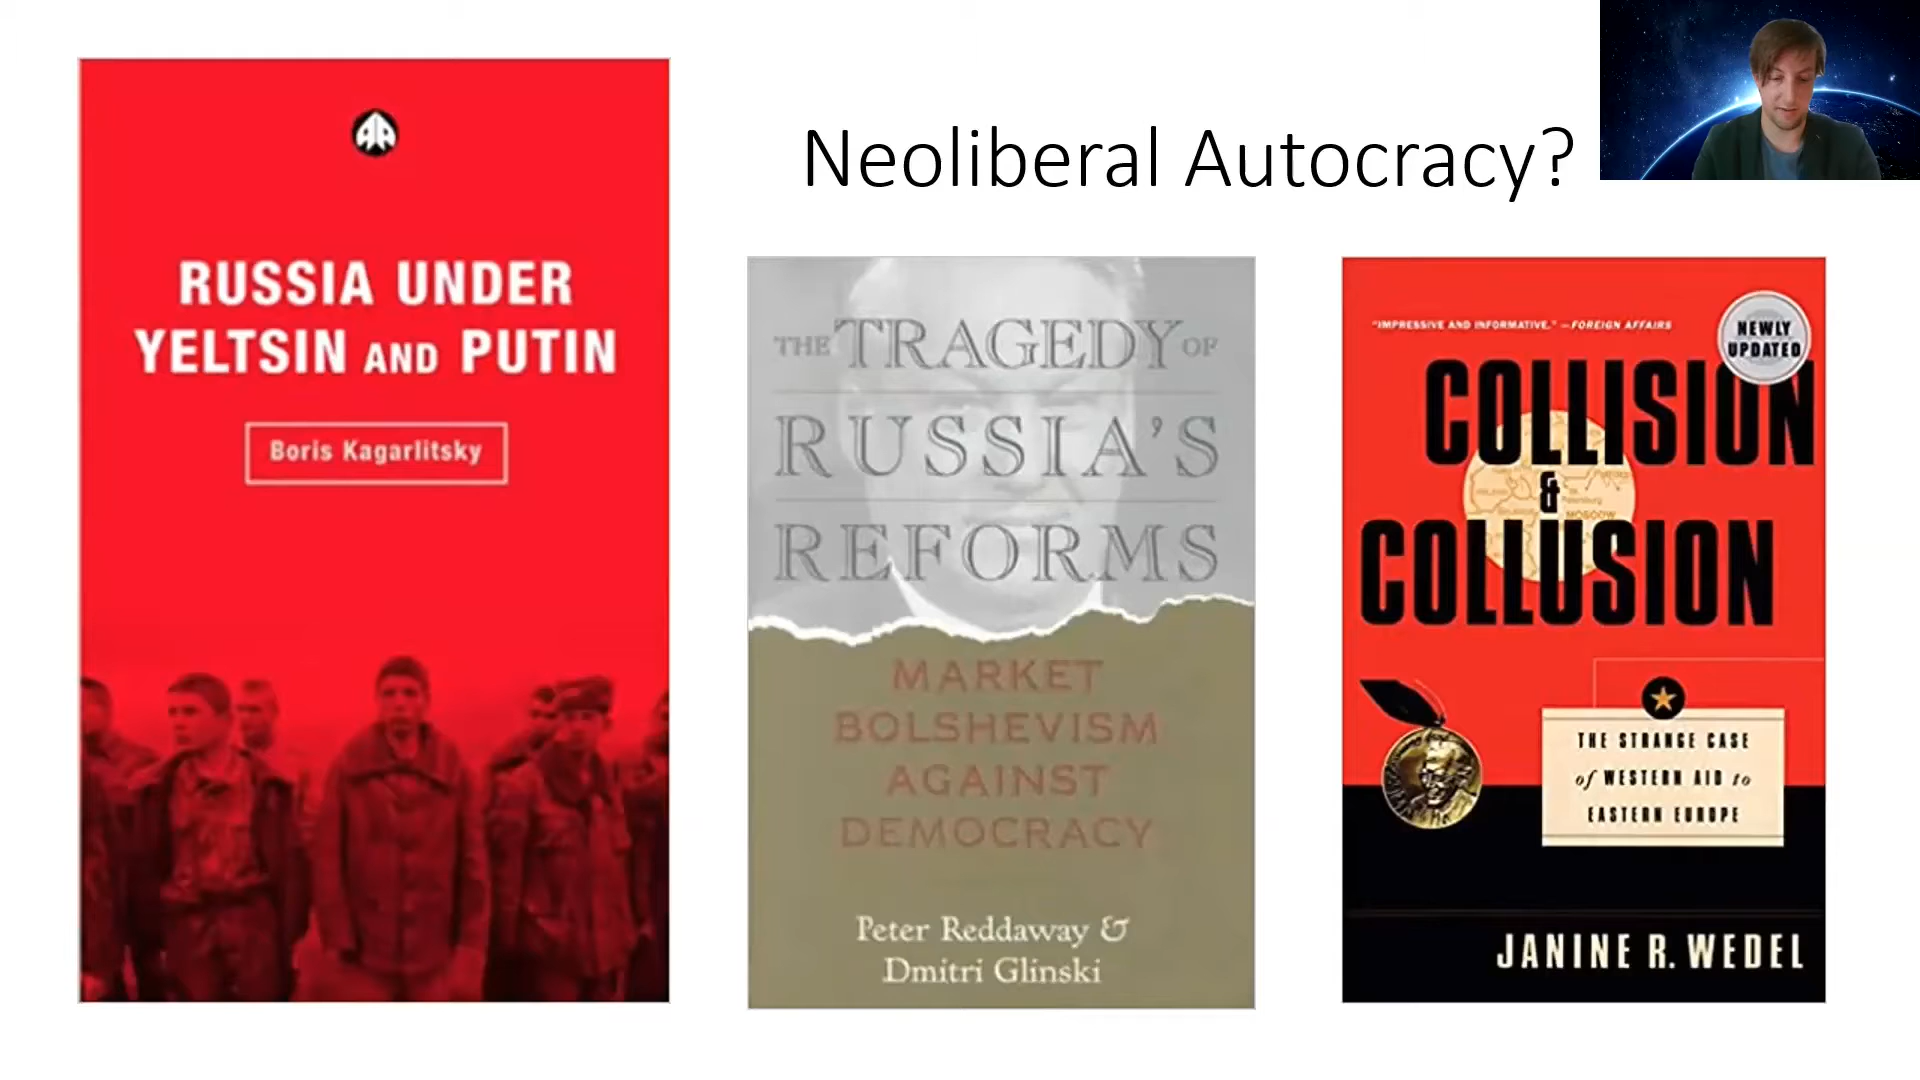 Neoliberal Autocracy?
RUSSIA UNDER
YELTSIN AND PUTIN
Boris Kagarlitsky
THE TRAGEDY OF
RUSSIA'S
REFORMS
MARKET
BOLSHEVISM
AGAINST
DEMOCRACY
Peter Reddaway &
Dmitri Glinski
"IMPRESSIVE AND INFORMATIVE." —FOREIGN AFFAIRS
NEWLY
UPDATED
COLLISION
&
COLLUSION
MOSCOW
THE STRANGE CASE
of WESTERN AID to
EASTERN EUROPE
JANINE R. WEDEL